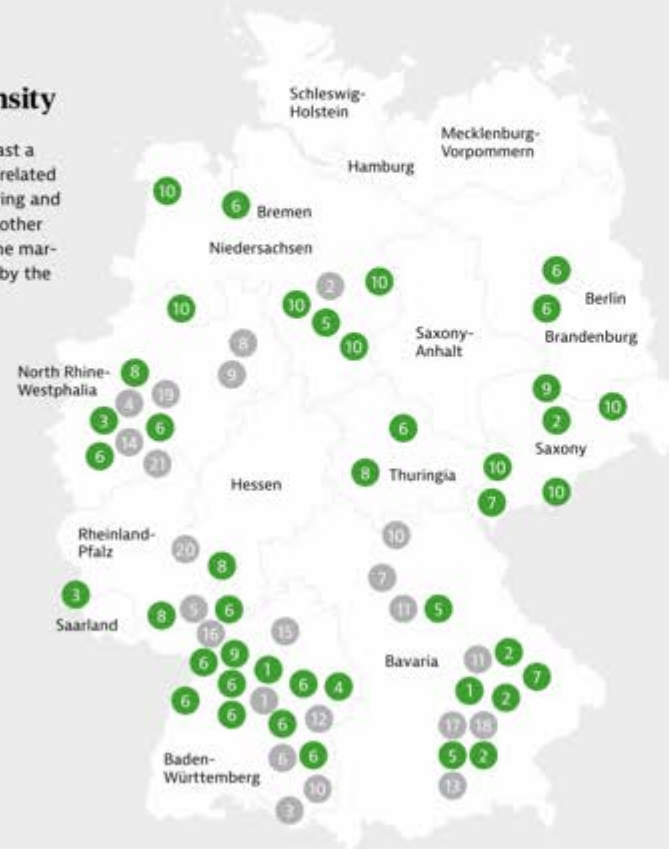 nsity
ast a
related
ing and
other
ne mar-
by the
Schleswig-
Holstein
Mecklenburg-
Vorpommern
Hamburg
10
6
Bremen
Niedersachsen
2
10
6
10
10
5
6
Berlin
Brandenburg
Saxony-
Anhalt
10
8
9
North Rhine-
Westphalia
8
4
19
3
6
14
6
21
9
10
2
Saxony
6
8
Thuringia
10
7
10
Hessen
Rheinland-
Pfalz
20
8
10
7
3
Saarland
8
5
6
11
5
16
15
6
9
1
6
6
4
6
1
6
6
12
Bavaria
11
2
7
1
2
17
18
5
2
13
Baden-
Württemberg
6
6
10
3